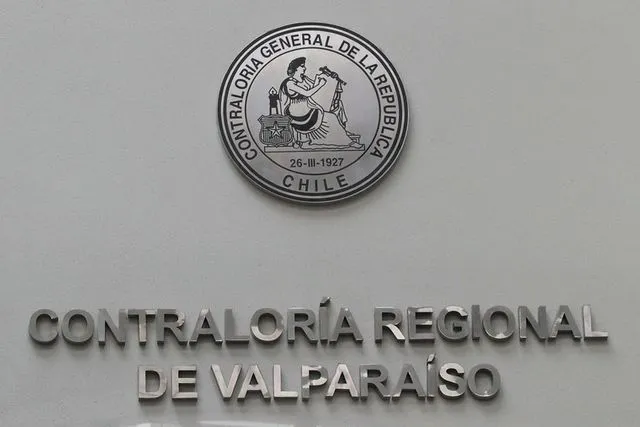 CONTRALORIA GENERAL DE LA REPUBLICA
26-III-1927
CHILE
CONTRALORÍA REGIONAL
DE VALPARAÍSO